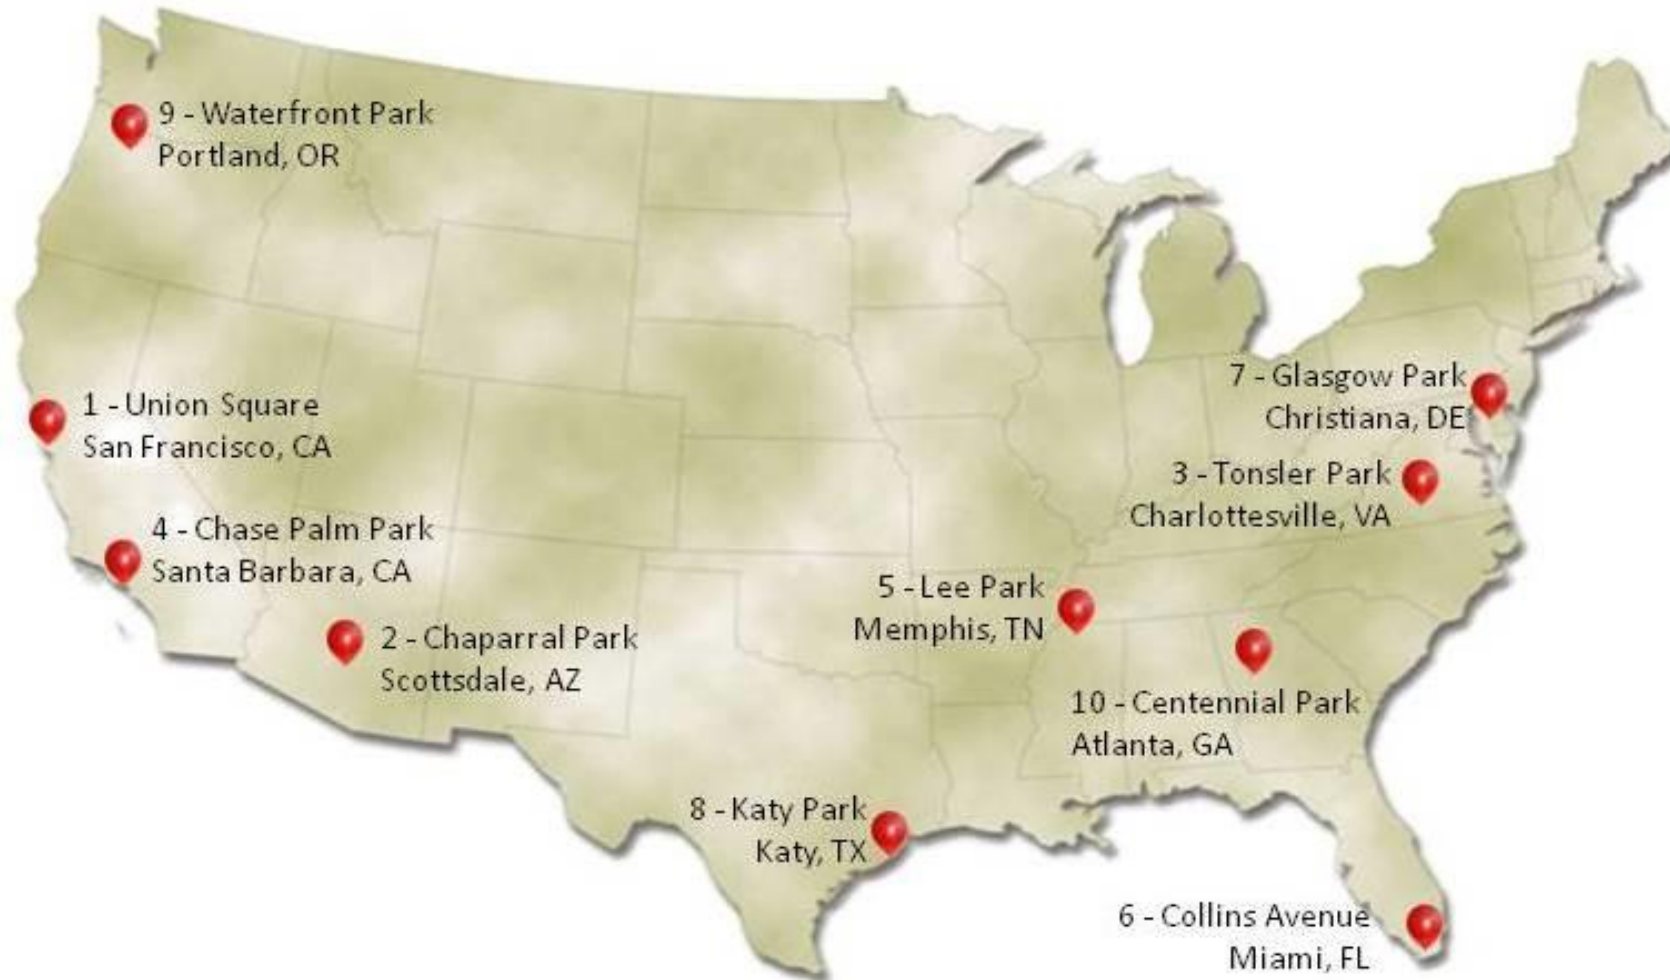 9 - Waterfront Park
Portland, OR
7 - Glasgow Park
Christiana, DE
1 - Union Square
San Francisco, CA
3 - Tonsler Park
Charlottesville, VA
4 - Chase Palm Park
Santa Barbara, CA
5 - Lee Park
Memphis, TN
2 - Chaparral Park
Scottsdale, AZ
10 - Centennial Park
Atlanta, GA
8 - Katy Park
Katy, TX
6 - Collins Avenue
Miami, FL